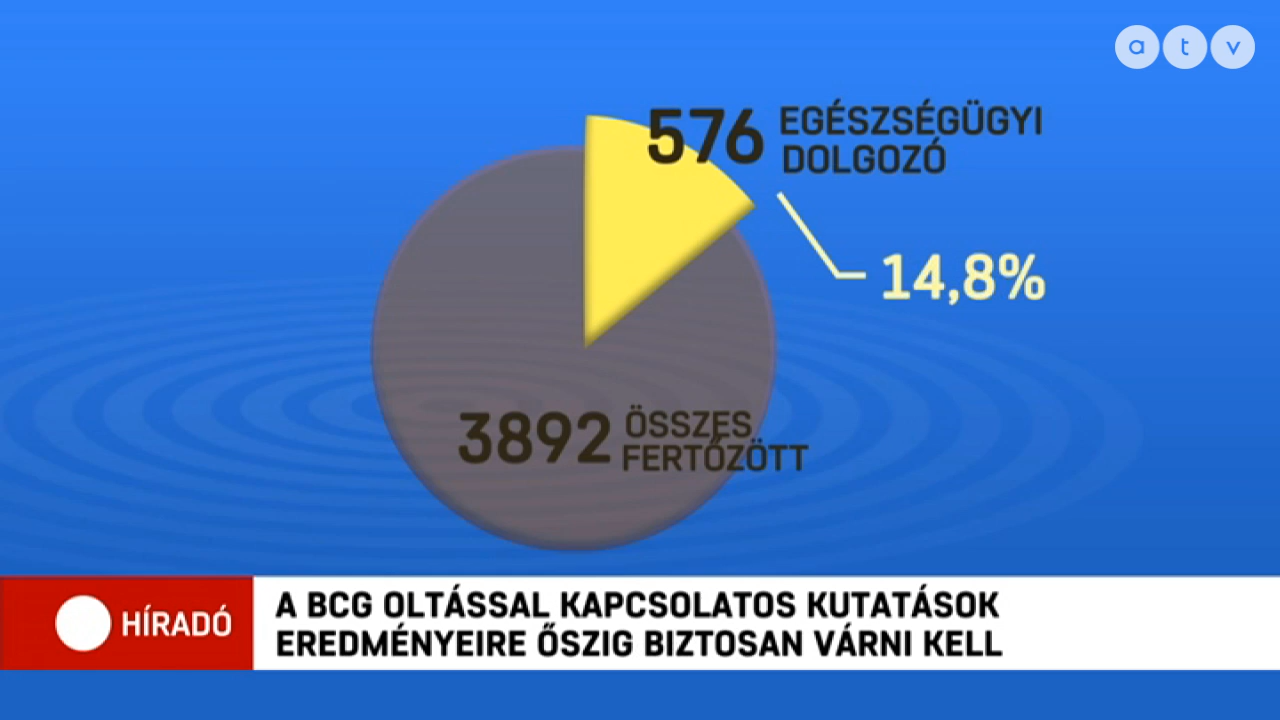 atv
576 EGÉSZSÉGÜGYI
DOLGOZÓ
14,8%
3892 ÖSSZES
FERTŐZÖTT
HÍRADÓ
A BCG OLTÁSSAL KAPCSOLATOS KUTATÁSOK
EREDMÉNYEIRE ŐSZIG BIZTOSAN VÁRNI KELL